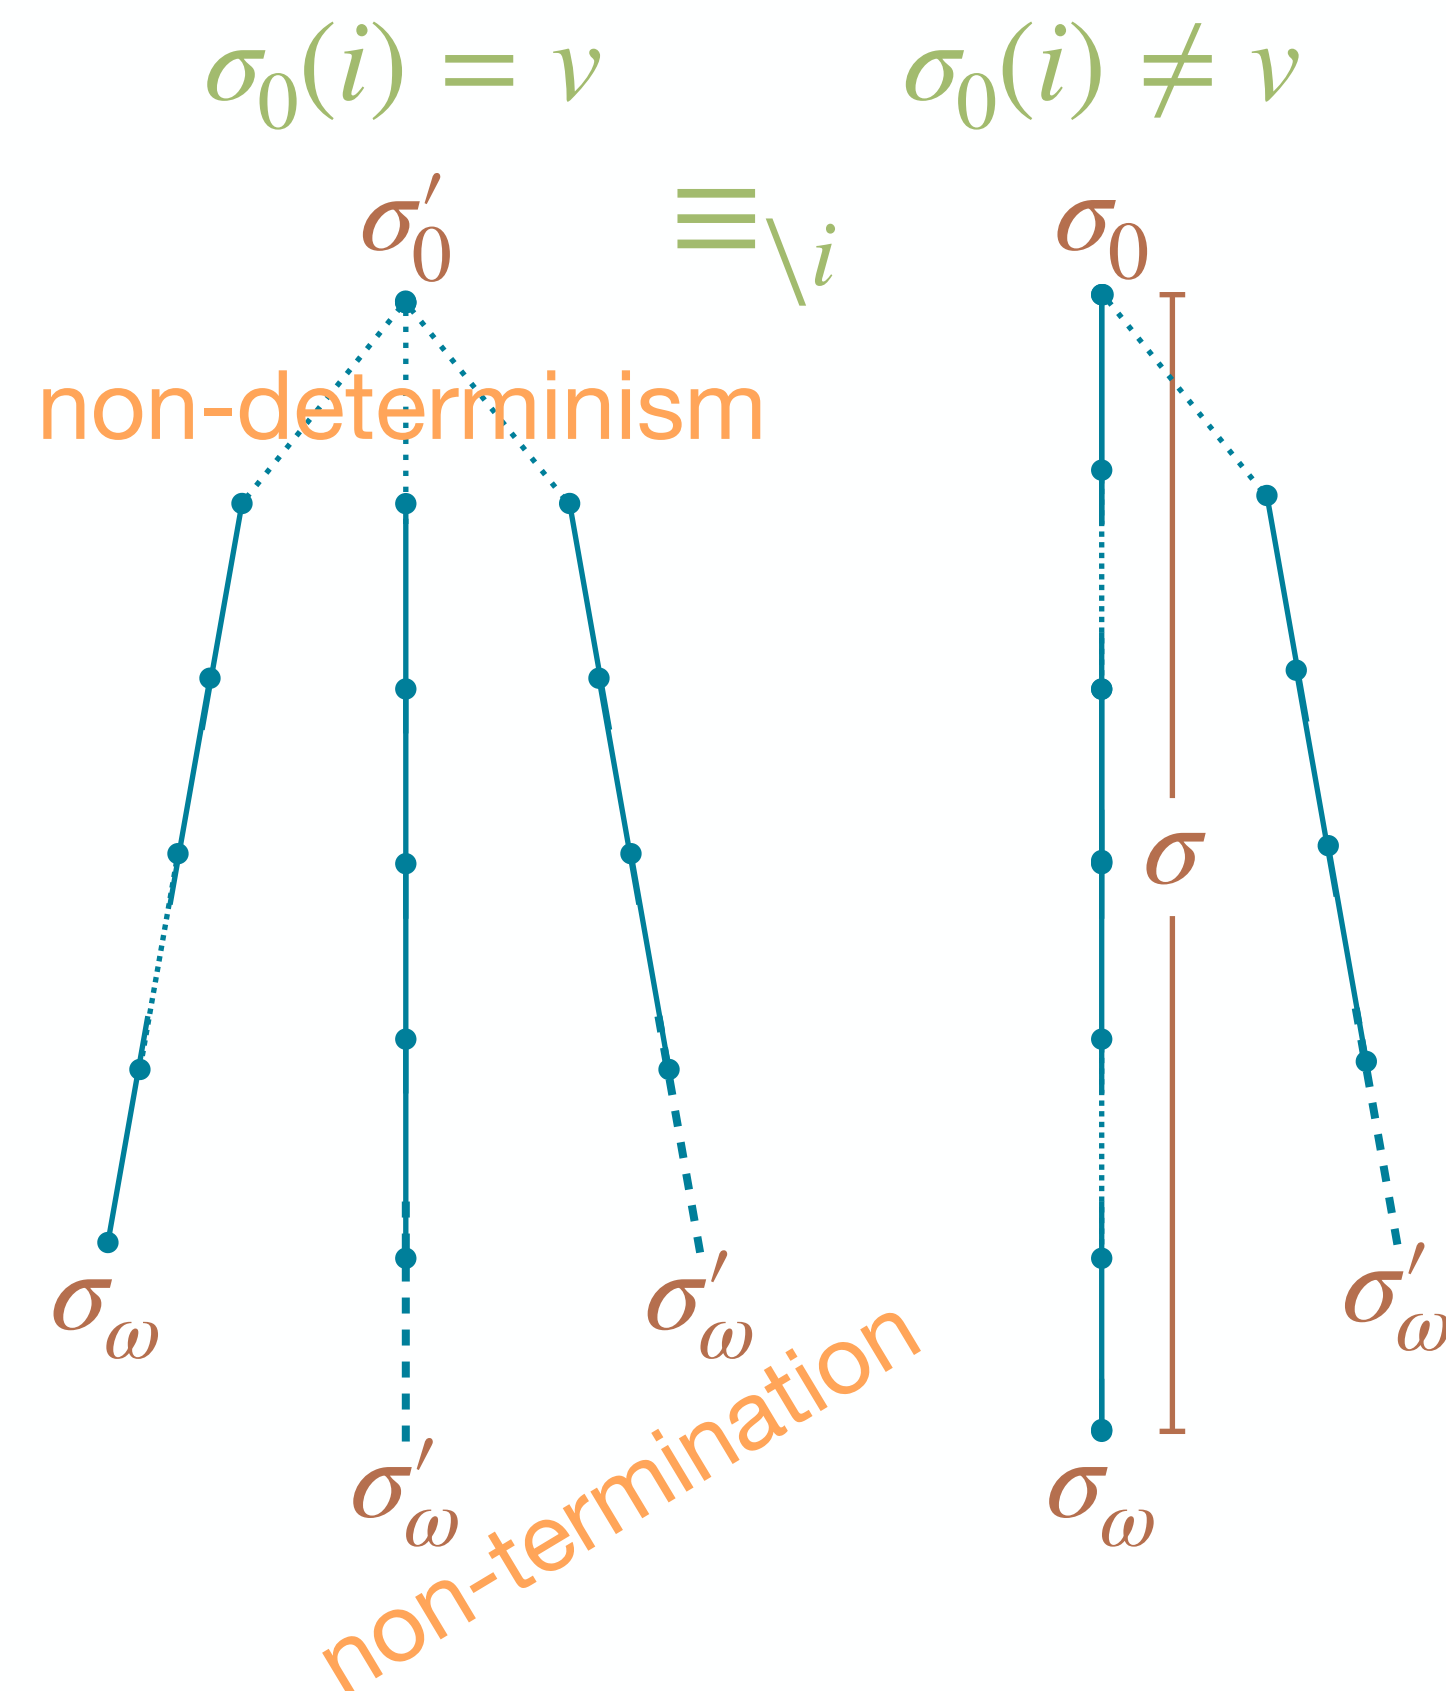 σ₀(i) = v σ₀(i) ≠ v
σ′₀ ≡\i σ₀
non-determinism
σ
σω σ′ω σ′ω
σ′ω σω
non-termination